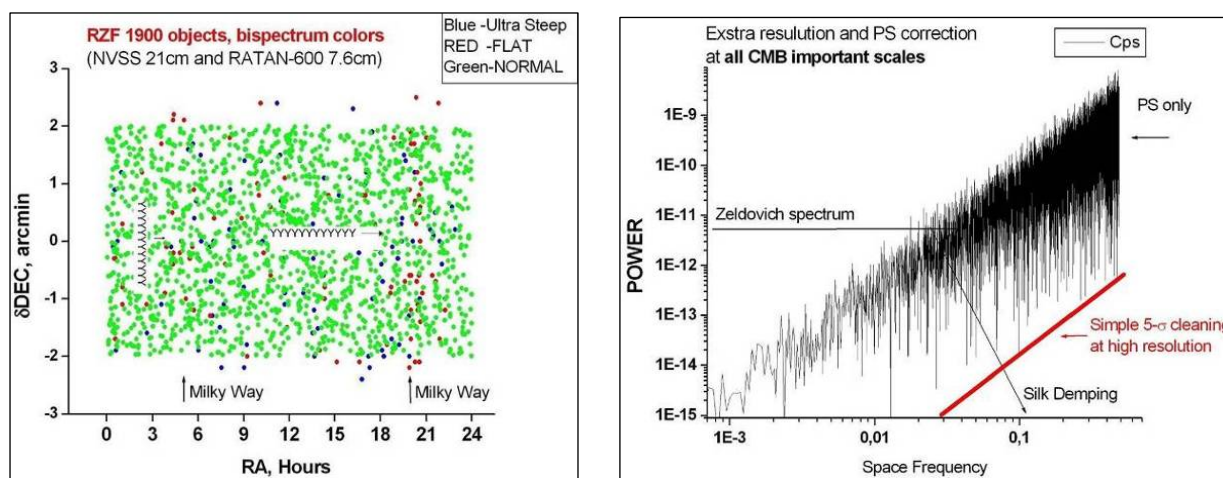 RZF 1900 objects, bispectrum colors
(NVSS 21cm and RATAN-600 7.6cm)
Blue -Ultra Steep
RED -FLAT
Green-NORMAL
3
2
1
0
-1
-2
-3
δDEC, arcmin
Milky Way
Milky Way
0 3 6 9 12 15 18 21 24
RA, Hours
Exstra resulution and PS correction
at all CMB important scales
Cps
PS only
1E-9
1E-10
1E-11
1E-12
1E-13
1E-14
1E-15
POWER
Zeldovich spectrum
Simple 5-σ cleaning
at high resolution
Silk Demping
1E-3 0,01 0,1
Space Frequency